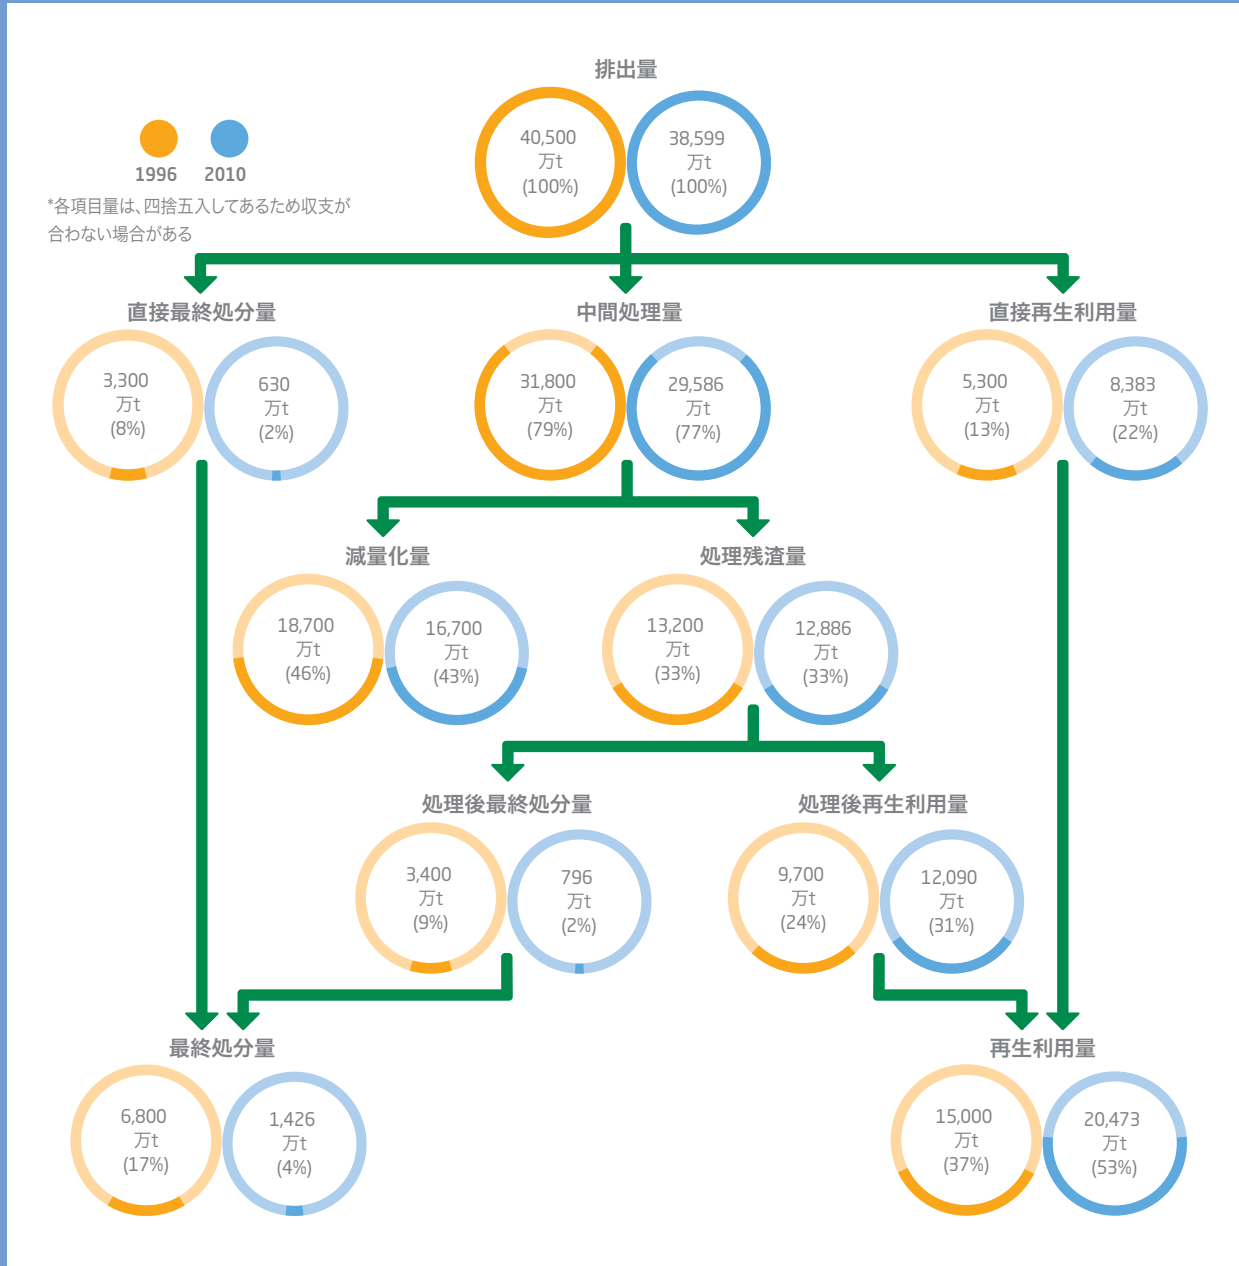 排出量
40,500
万t
(100%)
38,599
万t
(100%)
1996
2010
*各項目量は、四捨五入してあるため収支が
合わない場合がある
直接最終処分量
3,300
万t
(8%)
630
万t
(2%)
中間処理量
31,800
万t
(79%)
29,586
万t
(77%)
直接再生利用量
5,300
万t
(13%)
8,383
万t
(22%)
減量化量
18,700
万t
(46%)
16,700
万t
(43%)
処理残渣量
13,200
万t
(33%)
12,886
万t
(33%)
処理後最終処分量
3,400
万t
(9%)
796
万t
(2%)
処理後再生利用量
9,700
万t
(24%)
12,090
万t
(31%)
最終処分量
6,800
万t
(17%)
1,426
万t
(4%)
再生利用量
15,000
万t
(37%)
20,473
万t
(53%)